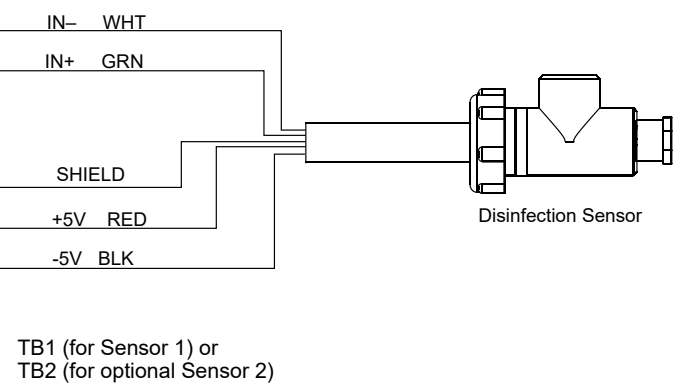 IN– WHT
IN+ GRN
SHIELD
+5V RED
-5V BLK
Disinfection Sensor
TB1 (for Sensor 1) or
TB2 (for optional Sensor 2)